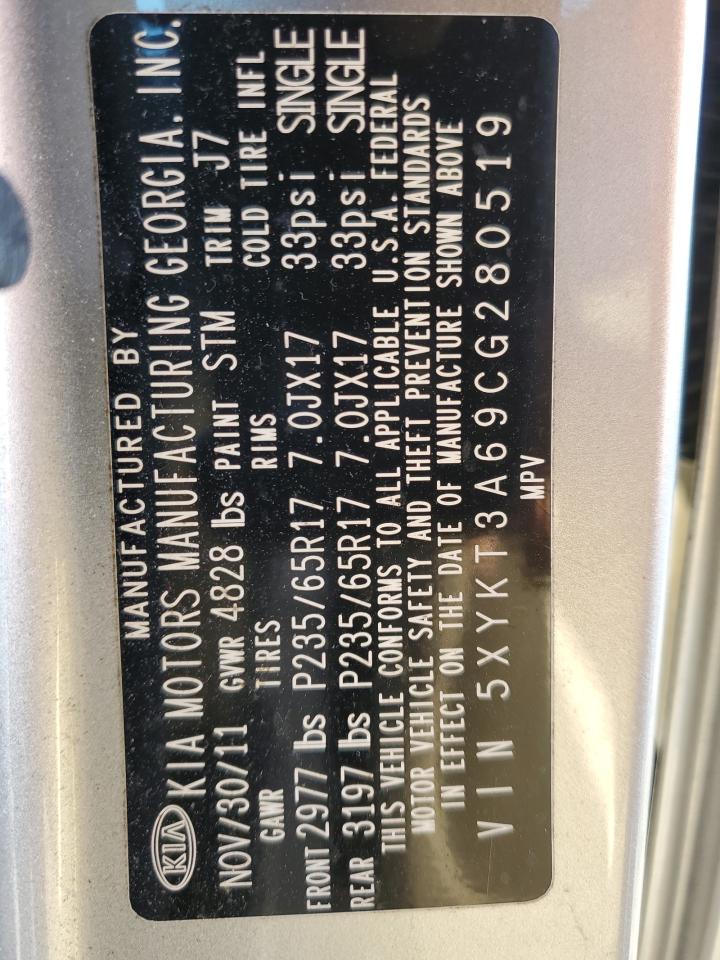 MANUFACTURED BY
KIA KIA MOTORS MANUFACTURING GEORGIA, INC.
NOV/30/11 GVWR 4828 lbs PAINT STM TRIM J7
GAWR TIRES RIMS COLD TIRE INFL
FRONT 2977 lbs P235/65R17 7.0JX17 33psi SINGLE
REAR 3197 lbs P235/65R17 7.0JX17 33psi SINGLE
THIS VEHICLE CONFORMS TO ALL APPLICABLE U.S.A. FEDERAL
MOTOR VEHICLE SAFETY AND THEFT PREVENTION STANDARDS
IN EFFECT ON THE DATE OF MANUFACTURE SHOWN ABOVE
VIN 5XYKT3A69CG280519
MPV